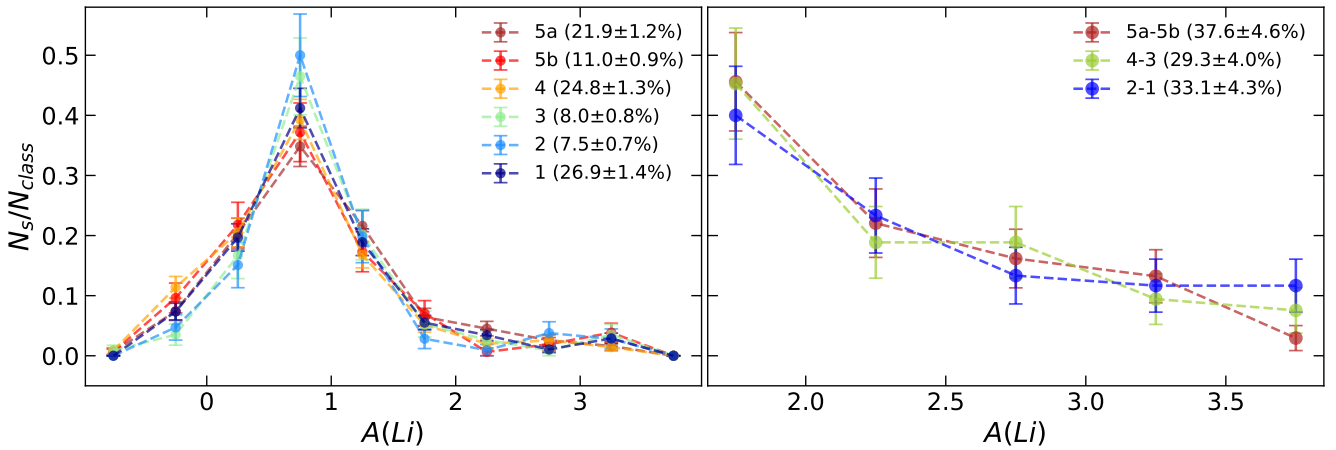 N_s/N_class
0.5
0.4
0.3
0.2
0.1
0.0
0 1 2 3
A(Li)
5a (21.9±1.2%)
5b (11.0±0.9%)
4 (24.8±1.3%)
3 (8.0±0.8%)
2 (7.5±0.7%)
1 (26.9±1.4%)
5a-5b (37.6±4.6%)
4-3 (29.3±4.0%)
2-1 (33.1±4.3%)
2.0 2.5 3.0 3.5
A(Li)